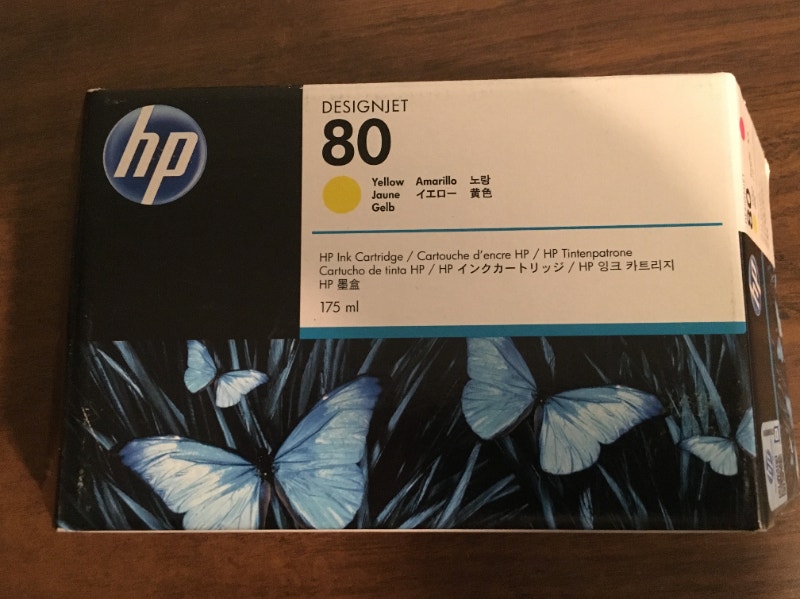 hp
DESIGNJET
80
Yellow Amarillo 노랑
Jaune イエロー 黄色
Gelb
HP Ink Cartridge / Cartouche d'encre HP / HP Tintenpatrone
Cartucho de tinta HP / HP インクカートリッジ / HP 잉크 카트리지
HP 墨盒
175 ml
80
hp